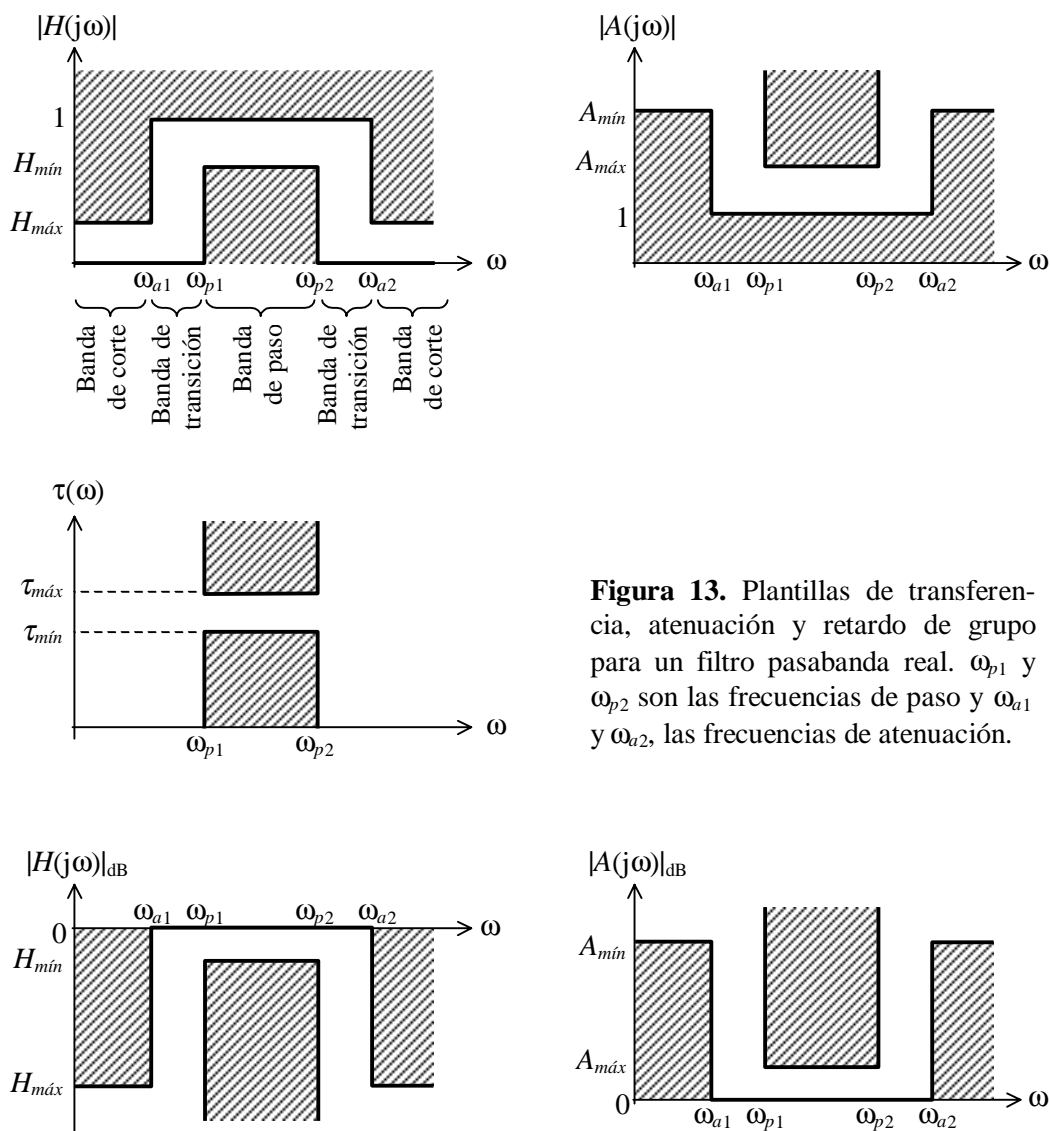 |H(jω)|
1
H_mín
H_máx
ω
ω_a1 ω_p1 ω_p2 ω_a2
Banda de corte
Banda de transición
Banda de paso
Banda de transición
Banda de corte
|A(jω)|
A_mín
A_máx
1
ω
ω_a1 ω_p1 ω_p2 ω_a2
τ(ω)
τ_máx
τ_mín
ω
ω_p1 ω_p2
Figura 13. Plantillas de transferen-
cia, atenuación y retardo de grupo
para un filtro pasabanda real. ω_p1 y
ω_p2 son las frecuencias de paso y ω_a1
y ω_a2, las frecuencias de atenuación.
|H(jω)|_dB
ω_a1 ω_p1 ω_p2 ω_a2
0
ω
H_mín
H_máx
|A(jω)|_dB
A_mín
A_máx
0
ω
ω_a1 ω_p1 ω_p2 ω_a2